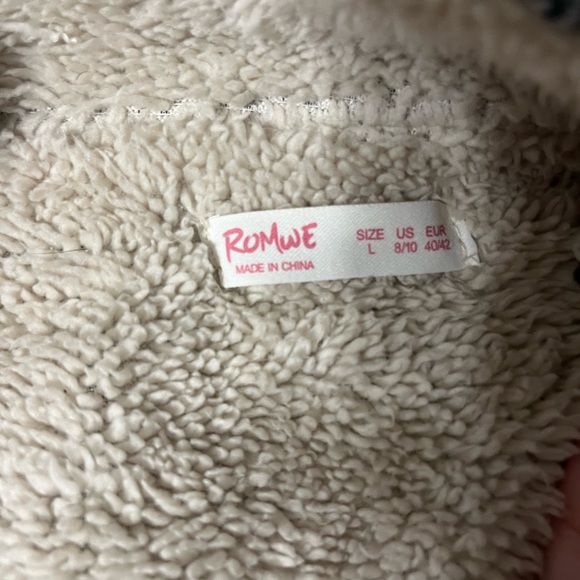 ROMWE
MADE IN CHINA
SIZE US EUR
L 8/10 40/42